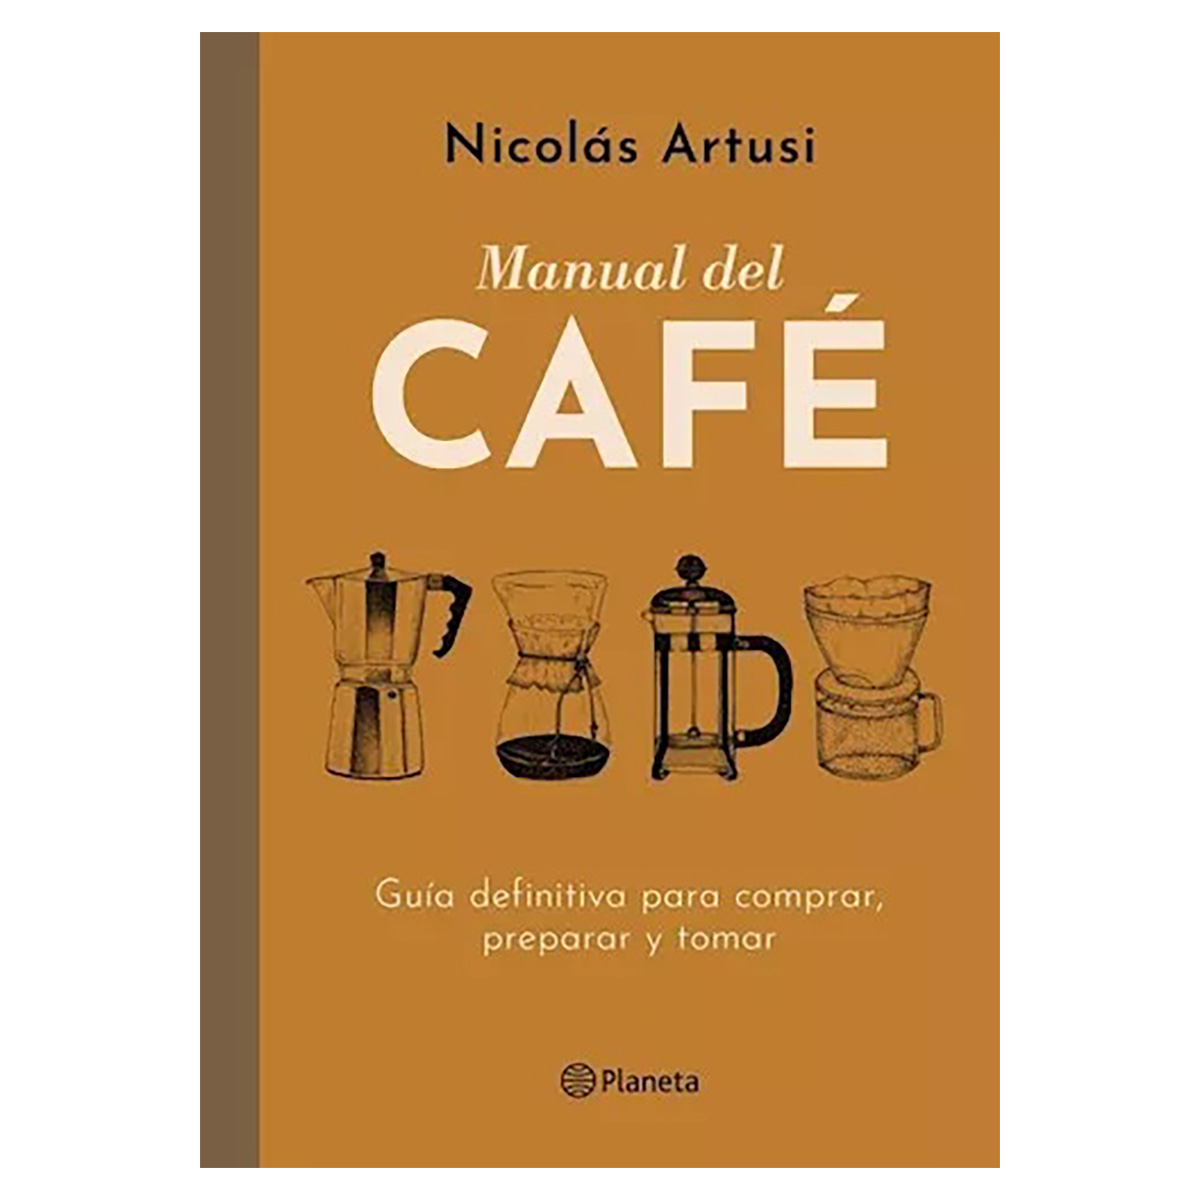 Nicolás Artusi
Manual del
CAFÉ
Guía definitiva para comprar,
preparar y tomar
Planeta